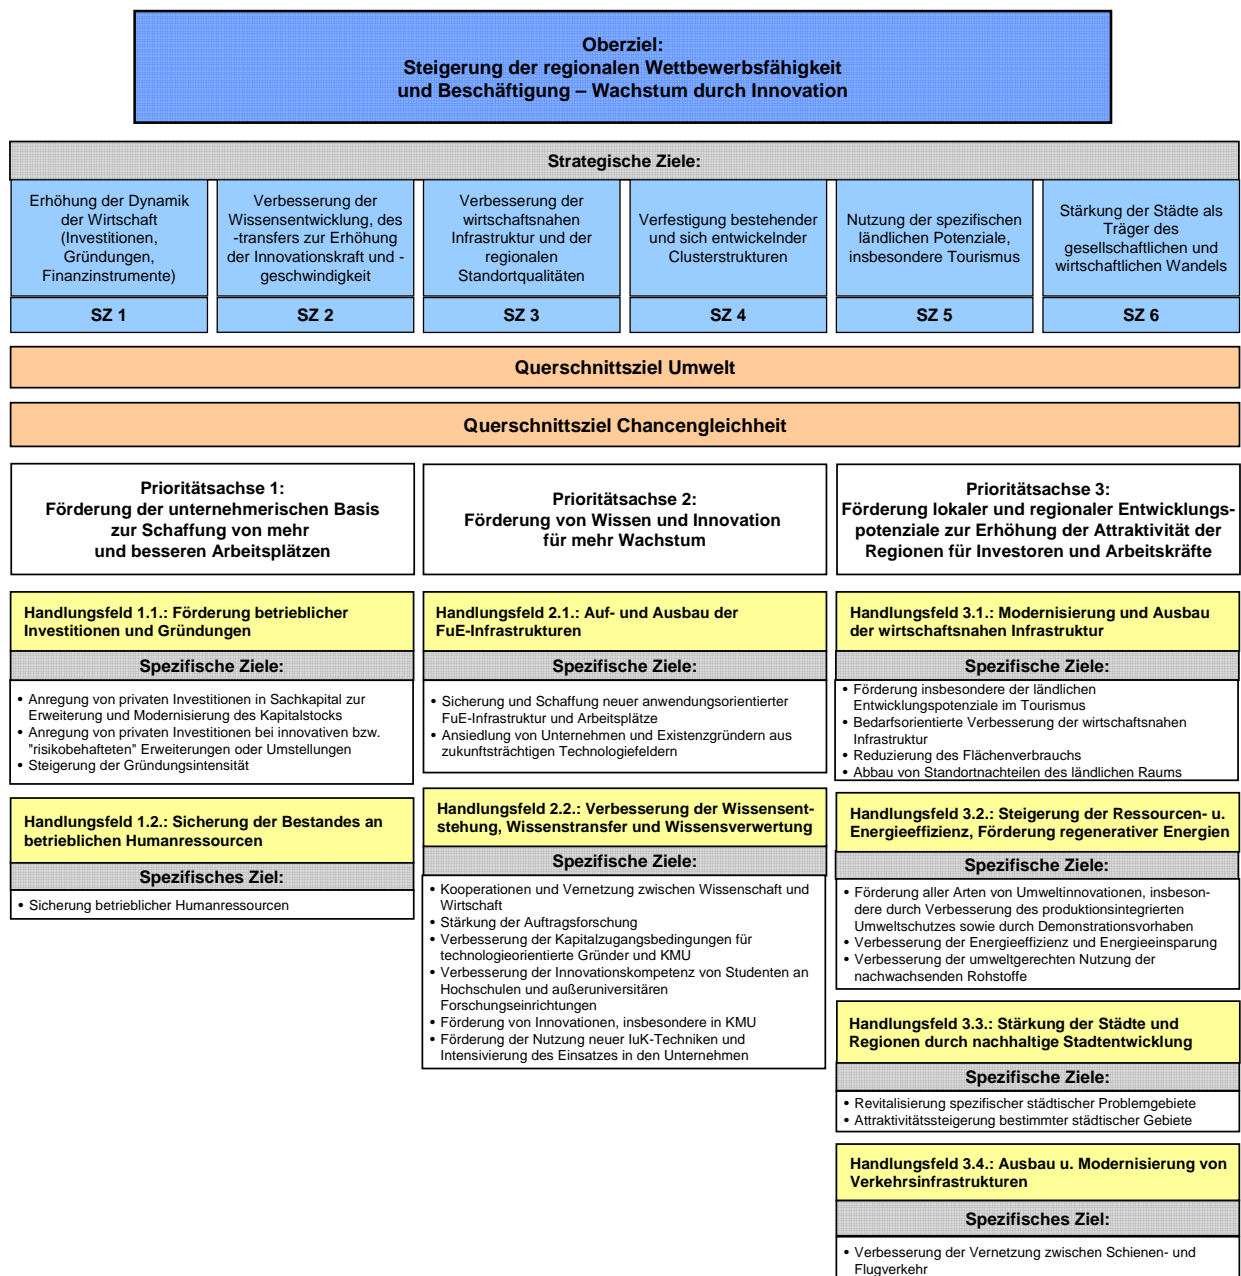 Oberziel:
Steigerung der regionalen Wettbewerbsfähigkeit
und Beschäftigung – Wachstum durch Innovation
Strategische Ziele:
Erhöhung der Dynamik
der Wirtschaft
(Investitionen,
Gründungen,
Finanzinstrumente)
SZ 1
Verbesserung der
Wissensentwicklung, des
-transfers zur Erhöhung
der Innovationskraft und -
geschwindigkeit
SZ 2
Verbesserung der
wirtschaftsnahen
Infrastruktur und der
regionalen
Standortqualitäten
SZ 3
Verfestigung bestehender
und sich entwickelnder
Clusterstrukturen
SZ 4
Nutzung der spezifischen
ländlichen Potenziale,
insbesondere Tourismus
SZ 5
Stärkung der Städte als
Träger des
gesellschaftlichen und
wirtschaftlichen Wandels
SZ 6
Querschnittsziel Umwelt
Querschnittsziel Chancengleichheit
Prioritätsachse 1:
Förderung der unternehmerischen Basis
zur Schaffung von mehr
und besseren Arbeitsplätzen
Handlungsfeld 1.1.: Förderung betrieblicher
Investitionen und Gründungen
Spezifische Ziele:
• Anregung von privaten Investitionen in Sachkapital zur
Erweiterung und Modernisierung des Kapitalstocks
• Anregung von privaten Investitionen bei innovativen bzw.
"risikobehafteten" Erweiterungen oder Umstellungen
• Steigerung der Gründungsintensität
Handlungsfeld 1.2.: Sicherung der Bestandes an
betrieblichen Humanressourcen
Spezifisches Ziel:
• Sicherung betrieblicher Humanressourcen
Prioritätsachse 2:
Förderung von Wissen und Innovation
für mehr Wachstum
Handlungsfeld 2.1.: Auf- und Ausbau der
FuE-Infrastrukturen
Spezifische Ziele:
• Sicherung und Schaffung neuer anwendungsorientierter
FuE-Infrastruktur und Arbeitsplätze
• Ansiedlung von Unternehmen und Existenzgründern aus
zukunftsträchtigen Technologiefeldern
Handlungsfeld 2.2.: Verbesserung der Wissensent-
stehung, Wissenstransfer und Wissensverwertung
Spezifische Ziele:
• Kooperationen und Vernetzung zwischen Wissenschaft und
Wirtschaft
• Stärkung der Auftragsforschung
• Verbesserung der Kapitalzugangsbedingungen für
technologieorientierte Gründer und KMU
• Verbesserung der Innovationskompetenz von Studenten an
Hochschulen und außeruniversitären
Forschungseinrichtungen
• Förderung von Innovationen, insbesondere in KMU
• Förderung der Nutzung neuer IuK-Techniken und
Intensivierung des Einsatzes in den Unternehmen
Prioritätsachse 3:
Förderung lokaler und regionaler Entwicklungs-
potenziale zur Erhöhung der Attraktivität der
Regionen für Investoren und Arbeitskräfte
Handlungsfeld 3.1.: Modernisierung und Ausbau
der wirtschaftsnahen Infrastruktur
Spezifische Ziele:
• Förderung insbesondere der ländlichen
Entwicklungspotenziale im Tourismus
• Bedarfsorientierte Verbesserung der wirtschaftsnahen
Infrastruktur
• Reduzierung des Flächenverbrauchs
• Abbau von Standortnachteilen des ländlichen Raums
Handlungsfeld 3.2.: Steigerung der Ressourcen- u.
Energieeffizienz, Förderung regenerativer Energien
Spezifische Ziele:
• Förderung aller Arten von Umweltinnovationen, insbeson-
dere durch Verbesserung des produktionsintegrierten
Umweltschutzes sowie durch Demonstrationsvorhaben
• Verbesserung der Energieeffizienz und Energieeinsparung
• Verbesserung der umweltgerechten Nutzung der
nachwachsenden Rohstoffe
Handlungsfeld 3.3.: Stärkung der Städte und
Regionen durch nachhaltige Stadtentwicklung
Spezifische Ziele:
• Revitalisierung spezifischer städtischer Problemgebiete
• Attraktivitätssteigerung bestimmter städtischer Gebiete
Handlungsfeld 3.4.: Ausbau u. Modernisierung von
Verkehrsinfrastrukturen
Spezifisches Ziel:
• Verbesserung der Vernetzung zwischen Schienen- und
Flugverkehr